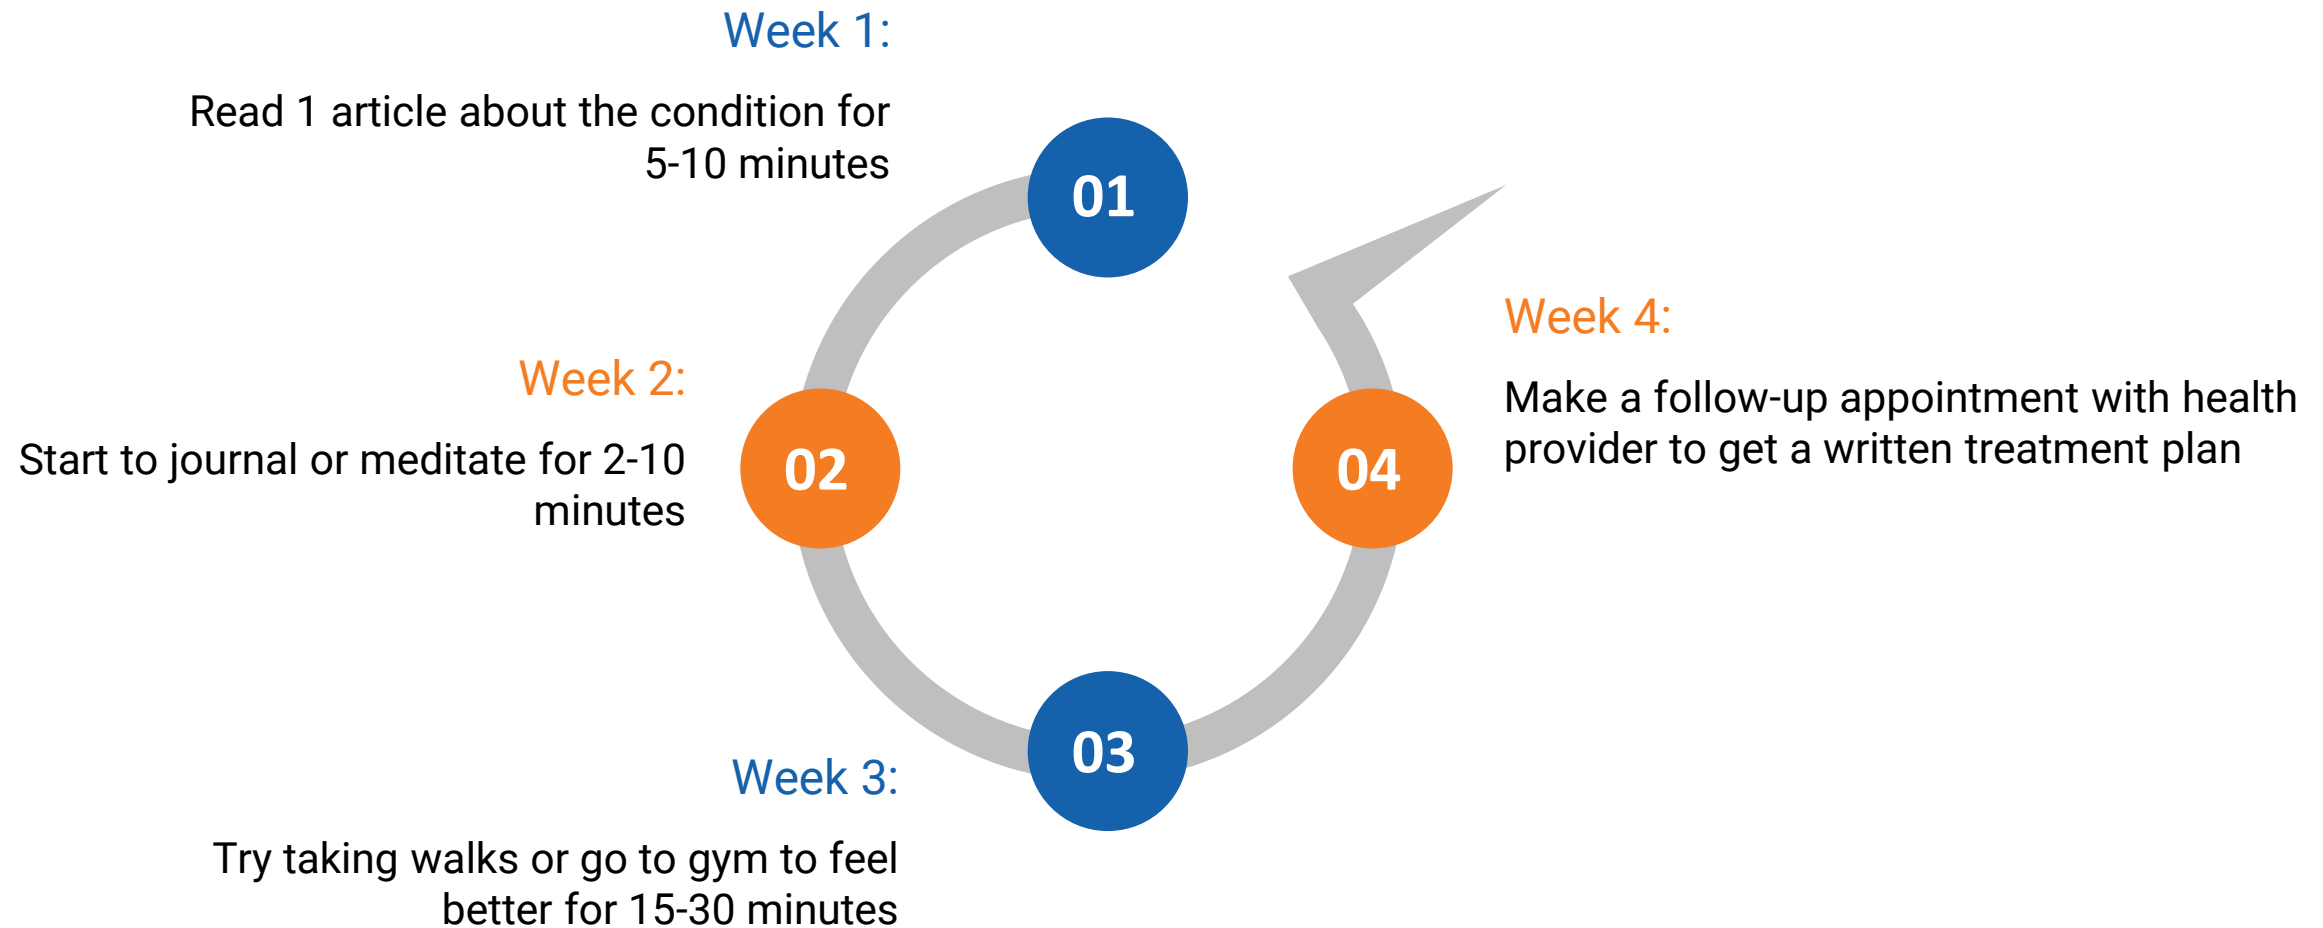 Week 1:
Read 1 article about the condition for
5-10 minutes
01
Week 2:
Start to journal or meditate for 2-10
minutes
02
Week 3:
Try taking walks or go to gym to feel
better for 15-30 minutes
03
Week 4:
Make a follow-up appointment with health
provider to get a written treatment plan
04